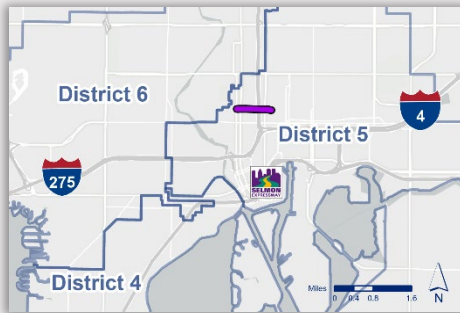 District 6
4
District 5
275
SELMON
EXPRESSWAY
District 4
Miles
0 0.4 0.8 1.6
N